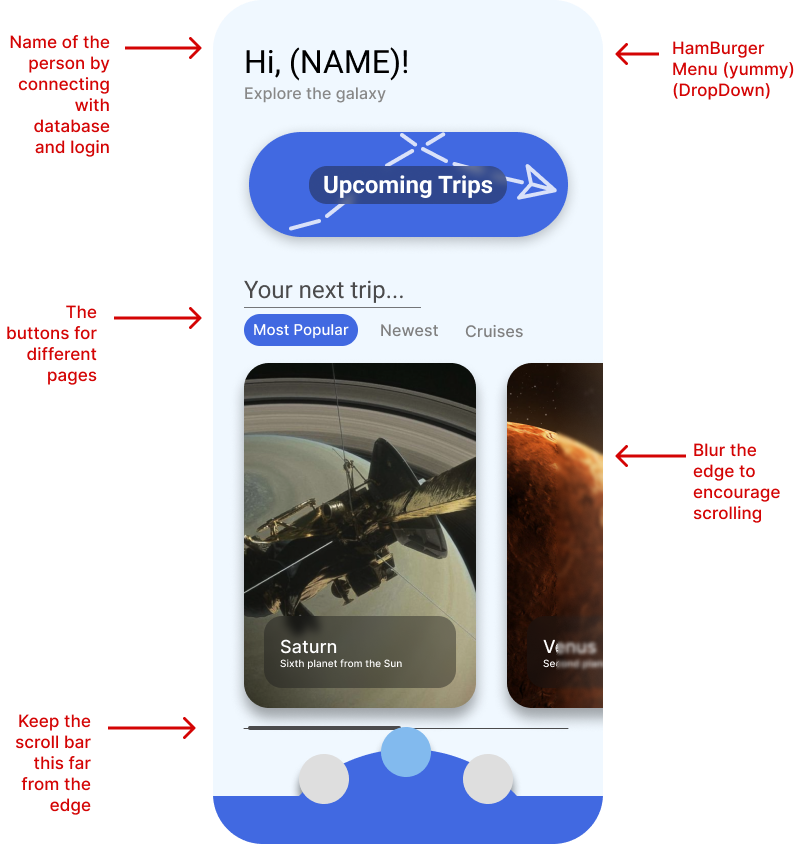 Name of the
person by
connecting
with
database
and login
Hi, (NAME)!
Explore the galaxy
HamBurger
Menu (yummy)
(DropDown)
Upcoming Trips
The
buttons for
different
pages
Your next trip...
Most Popular
Newest
Cruises
Blur the
edge to
encourage
scrolling
Saturn
Sixth planet from the Sun
Venus
Second
Keep the
scroll bar
this far
from the
edge